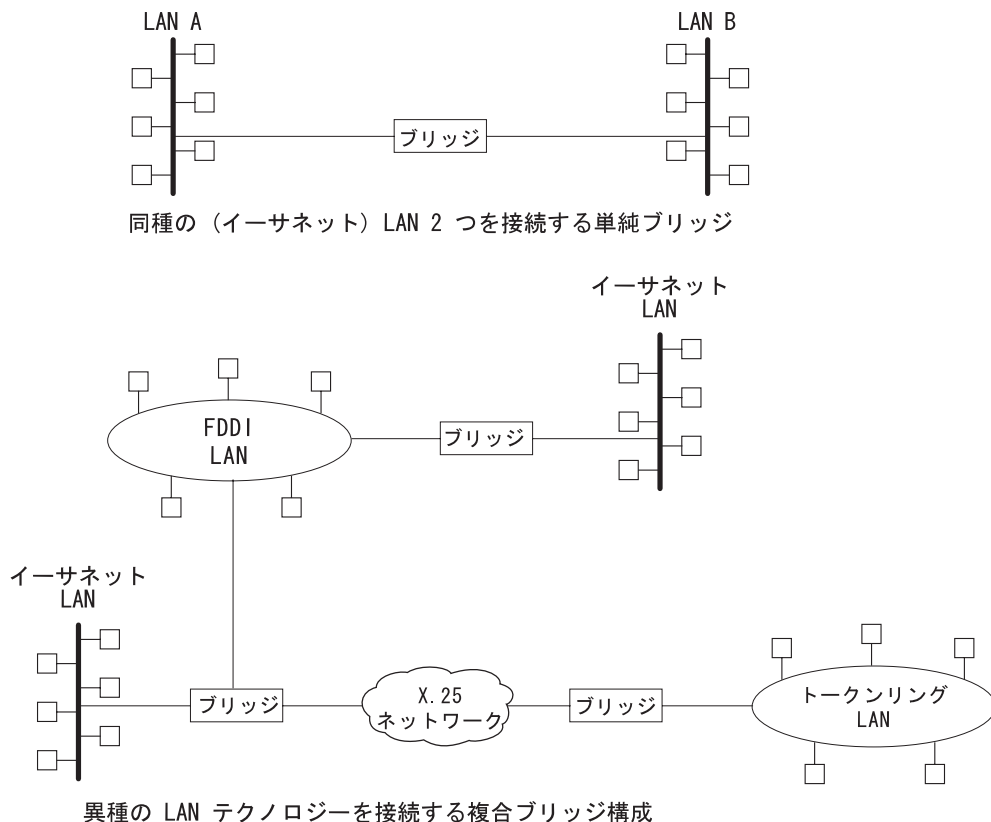 LAN A
LAN B
ブリッジ
同種の (イーサネット) LAN 2 つを接続する単純ブリッジ
イーサネット
LAN
FDDI
LAN
ブリッジ
イーサネット
LAN
ブリッジ
X.25
ネットワーク
ブリッジ
トークンリング
LAN
異種の LAN テクノロジーを接続する複合ブリッジ構成